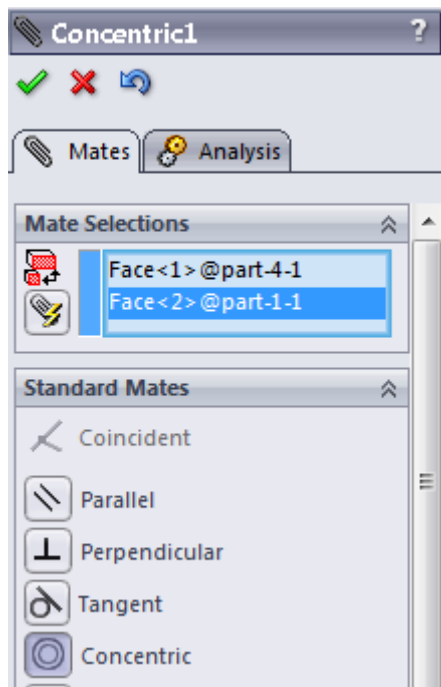 Concentric1 ?
Mates Analysis
Mate Selections
Face<1>@part-4-1
Face<2>@part-1-1
Standard Mates
Coincident
Parallel
Perpendicular
Tangent
Concentric